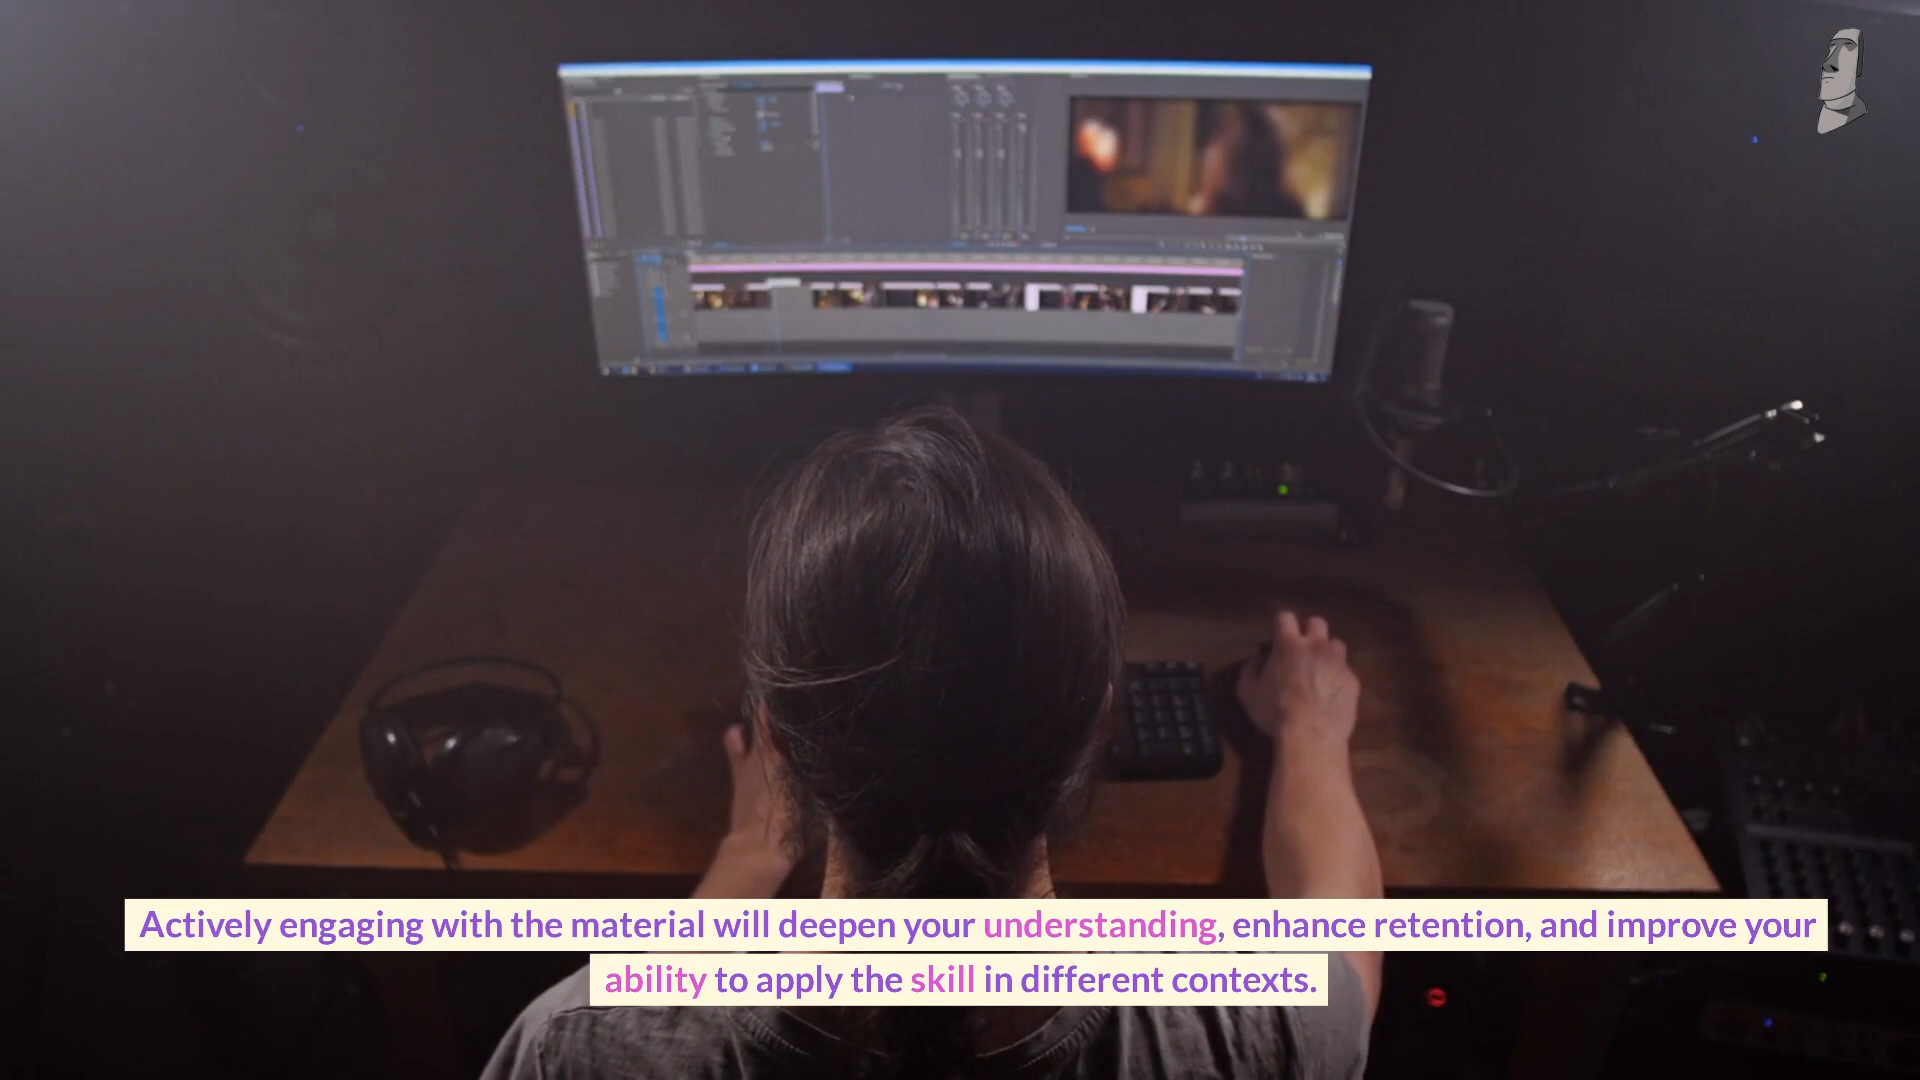 Actively engaging with the material will deepen your understanding, enhance retention, and improve your
ability to apply the skill in different contexts.